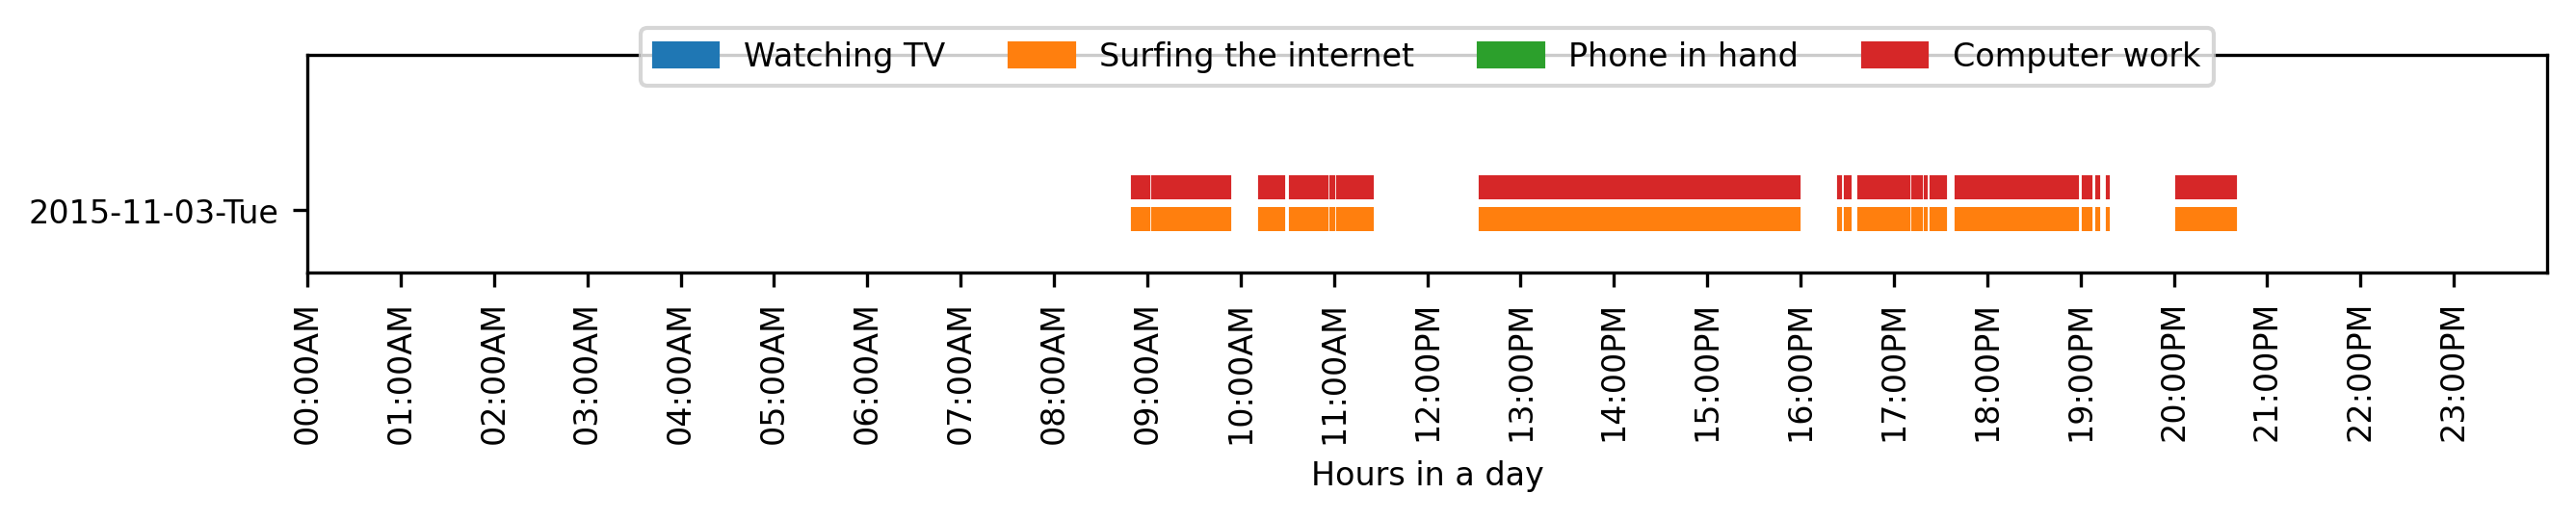 Watching TV Surfing the internet Phone in hand Computer work
2015-11-03-Tue
00:00AM 01:00AM 02:00AM 03:00AM 04:00AM 05:00AM 06:00AM 07:00AM 08:00AM 09:00AM 10:00AM 11:00AM 12:00PM 13:00PM 14:00PM 15:00PM 16:00PM 17:00PM 18:00PM 19:00PM 20:00PM 21:00PM 22:00PM 23:00PM
Hours in a day